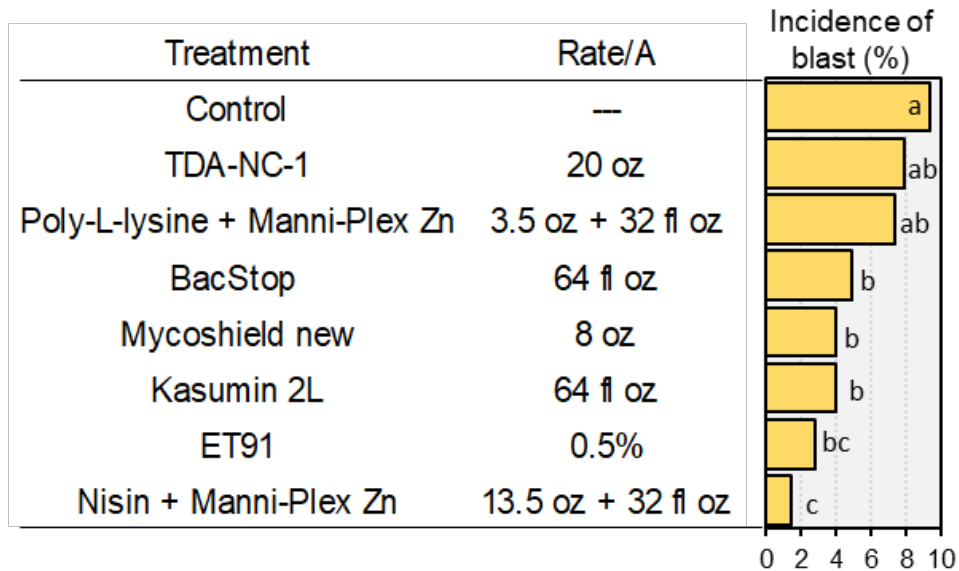 Treatment Rate/A Incidence of
blast (%)
Control --- a
TDA-NC-1 20 oz ab
Poly-L-lysine + Manni-Plex Zn 3.5 oz + 32 fl oz ab
BacStop 64 fl oz b
Mycoshield new 8 oz b
Kasumin 2L 64 fl oz b
ET91 0.5% bc
Nisin + Manni-Plex Zn 13.5 oz + 32 fl oz c
0 2 4 6 8 10